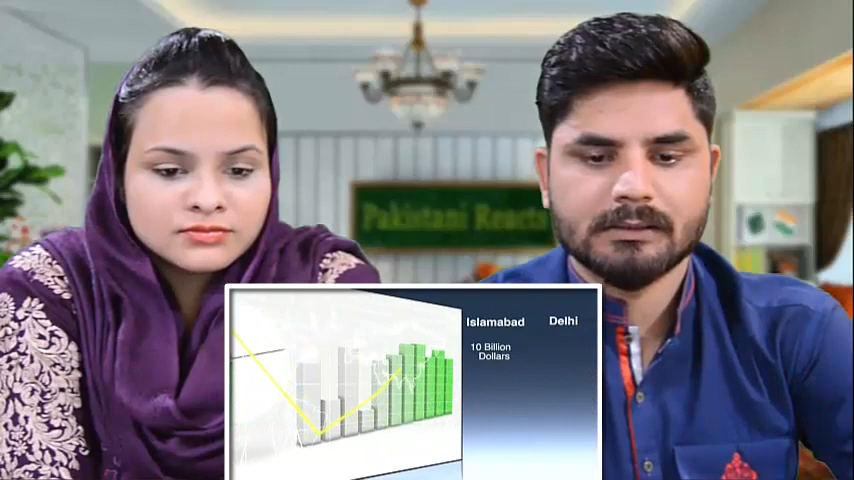 Pakistani Reacts
Islamabad
Delhi
10 Billion
Dollars